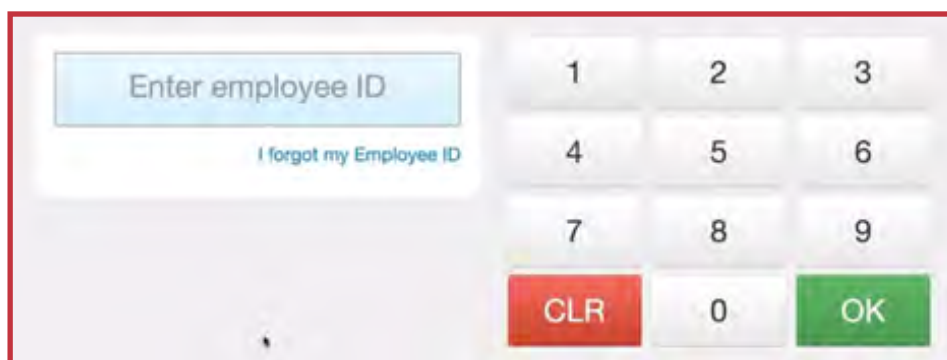 Enter employee ID
I forgot my Employee ID
1 2 3
4 5 6
7 8 9
CLR 0 OK